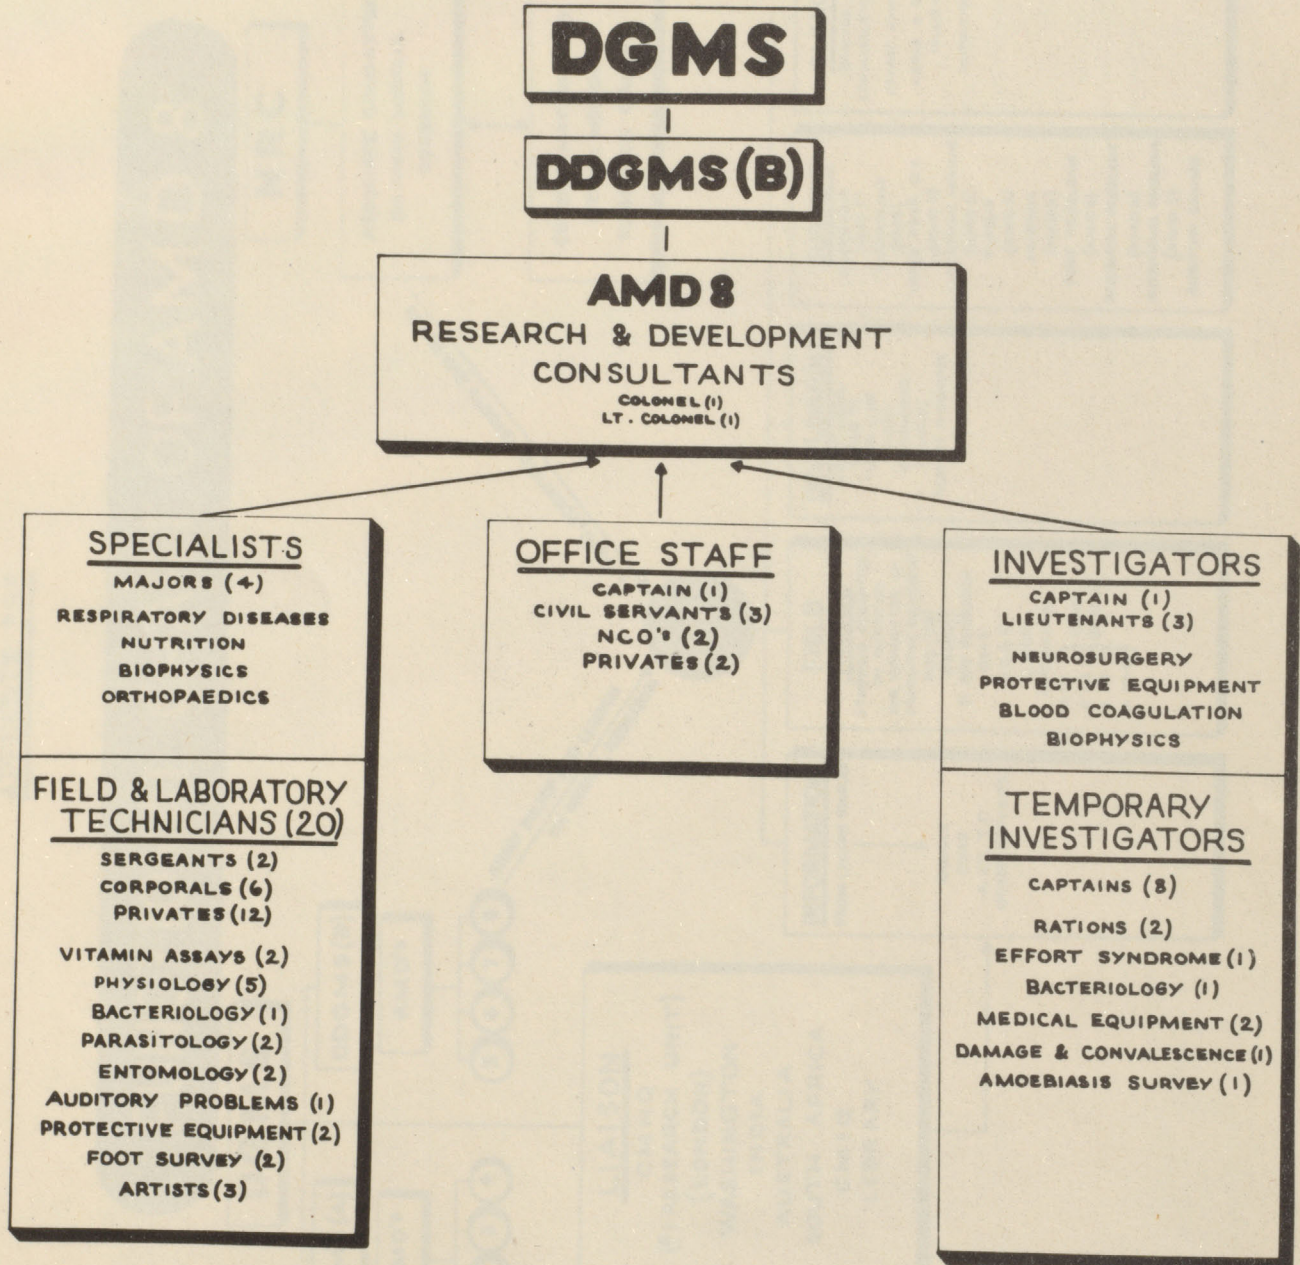 DGMS
DDGMS (B)
AMD 8
RESEARCH & DEVELOPMENT
CONSULTANTS
COLONEL (1)
LT. COLONEL (1)
SPECIALISTS
MAJORS (4)
RESPIRATORY DISEASES
NUTRITION
BIOPHYSICS
ORTHOPAEDICS
FIELD & LABORATORY
TECHNICIANS (20)
SERGEANTS (2)
CORPORALS (6)
PRIVATES (12)
VITAMIN ASSAYS (2)
PHYSIOLOGY (5)
BACTERIOLOGY (1)
PARASITOLOGY (2)
ENTOMOLOGY (2)
AUDITORY PROBLEMS (1)
PROTECTIVE EQUIPMENT (2)
FOOT SURVEY (2)
ARTISTS (3)
OFFICE STAFF
CAPTAIN (1)
CIVIL SERVANTS (3)
NCO'S (2)
PRIVATES (2)
INVESTIGATORS
CAPTAIN (1)
LIEUTENANTS (3)
NEUROSURGERY
PROTECTIVE EQUIPMENT
BLOOD COAGULATION
BIOPHYSICS
TEMPORARY
INVESTIGATORS
CAPTAINS (8)
RATIONS (2)
EFFORT SYNDROME (1)
BACTERIOLOGY (1)
MEDICAL EQUIPMENT (2)
DAMAGE & CONVALESCENCE (1)
AMOEBIASIS SURVEY (1)